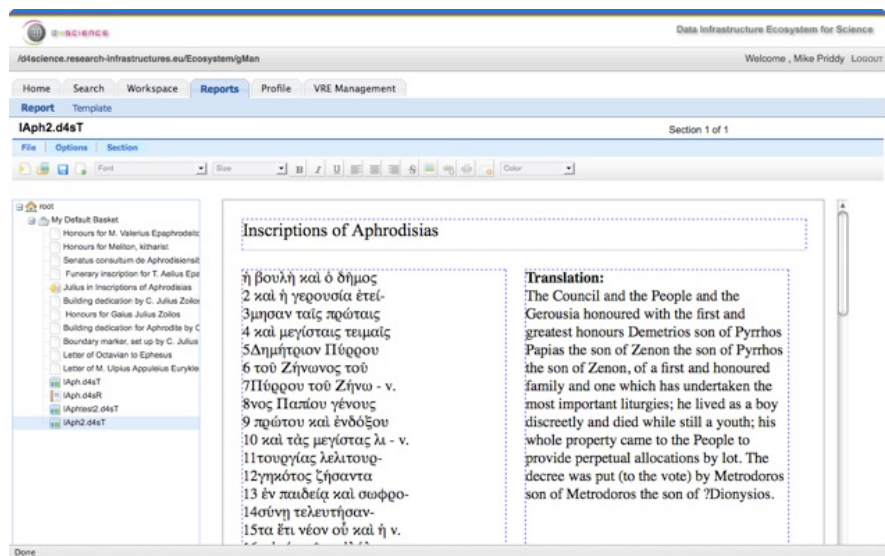 d4science
Data Infrastructure Ecosystem for Science
/d4science.research-infrastructures.eu/Ecosystem/gMan
Welcome , Mike Priddy Logout
Home Search Workspace Reports Profile VRE Management
Report Template
IAph2.d4sT
Section 1 of 1
File Options Section
Font Size B I U S Color
root
My Default Basket
Honours for M. Valerius Epaphrodeitc
Honours for Meliton, kitharist
Senatus consultum de Aphrodisiensit
Funerary inscription for T. Aelius Epa
Julius in Inscriptions of Aphrodisias
Building dedication by C. Julius Zoilos
Honours for Gaius Julius Zoilos
Building dedication for Aphrodite by C
Boundary marker, set up by C. Julius
Letter of Octavian to Ephesus
Letter of M. Ulpius Appuleius Eurykle
IAph.d4sT
IAph.d4sR
IAphtest2.d4sT
IAph2.d4sT
Inscriptions of Aphrodisias
ἡ βουλὴ καὶ ὁ δῆμος
2 καὶ ἡ γερουσία ἐτεί-
3μησαν ταῖς πρώταις
4 καὶ μεγίσταις τειμαῖς
5Δημήτριον Πύρρου
6 τοῦ Ζήνωνος τοῦ
7Πύρρου τοῦ Ζήνω - v.
8νος Παπίου γένους
9 πρώτου καὶ ἐνδόξου
10 καὶ τὰς μεγίστας λι - v.
11τουργίας λελιτουρ-
12γηκότος ζήσαντα
13 ἐν παιδείᾳ καὶ σωφρο-
14σύνῃ τελευτήσαν-
15τα ἔτι νέον οὗ καὶ ἡ v.
Translation:
The Council and the People and the
Gerousia honoured with the first and
greatest honours Demetrios son of Pyrrhos
Papias the son of Zenon the son of Pyrrhos
the son of Zenon, of a first and honoured
family and one which has undertaken the
most important liturgies; he lived as a boy
discreetly and died while still a youth; his
whole property came to the People to
provide perpetual allocations by lot. The
decree was put (to the vote) by Metrodoros
son of Metrodoros the son of ?Dionysios.
Done